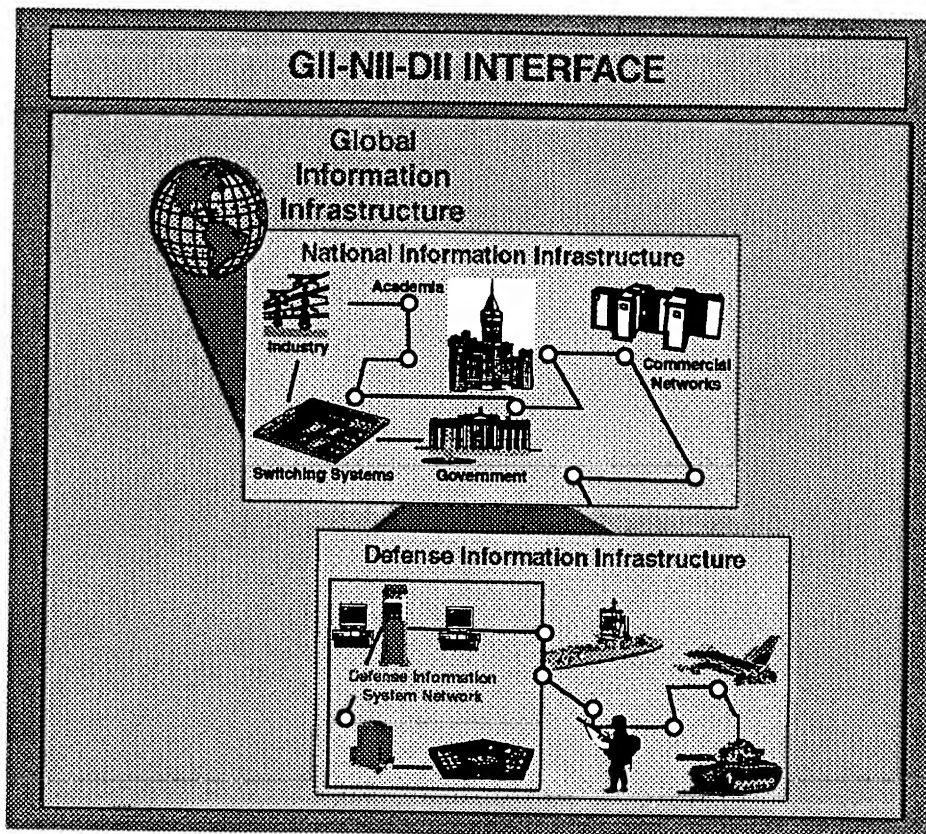 GII-NII-DII INTERFACE
Global
Information
Infrastructure
National Information Infrastructure
Academia
Industry
Commercial
Networks
Switching Systems
Government
Defense Information Infrastructure
Defense Information
System Network